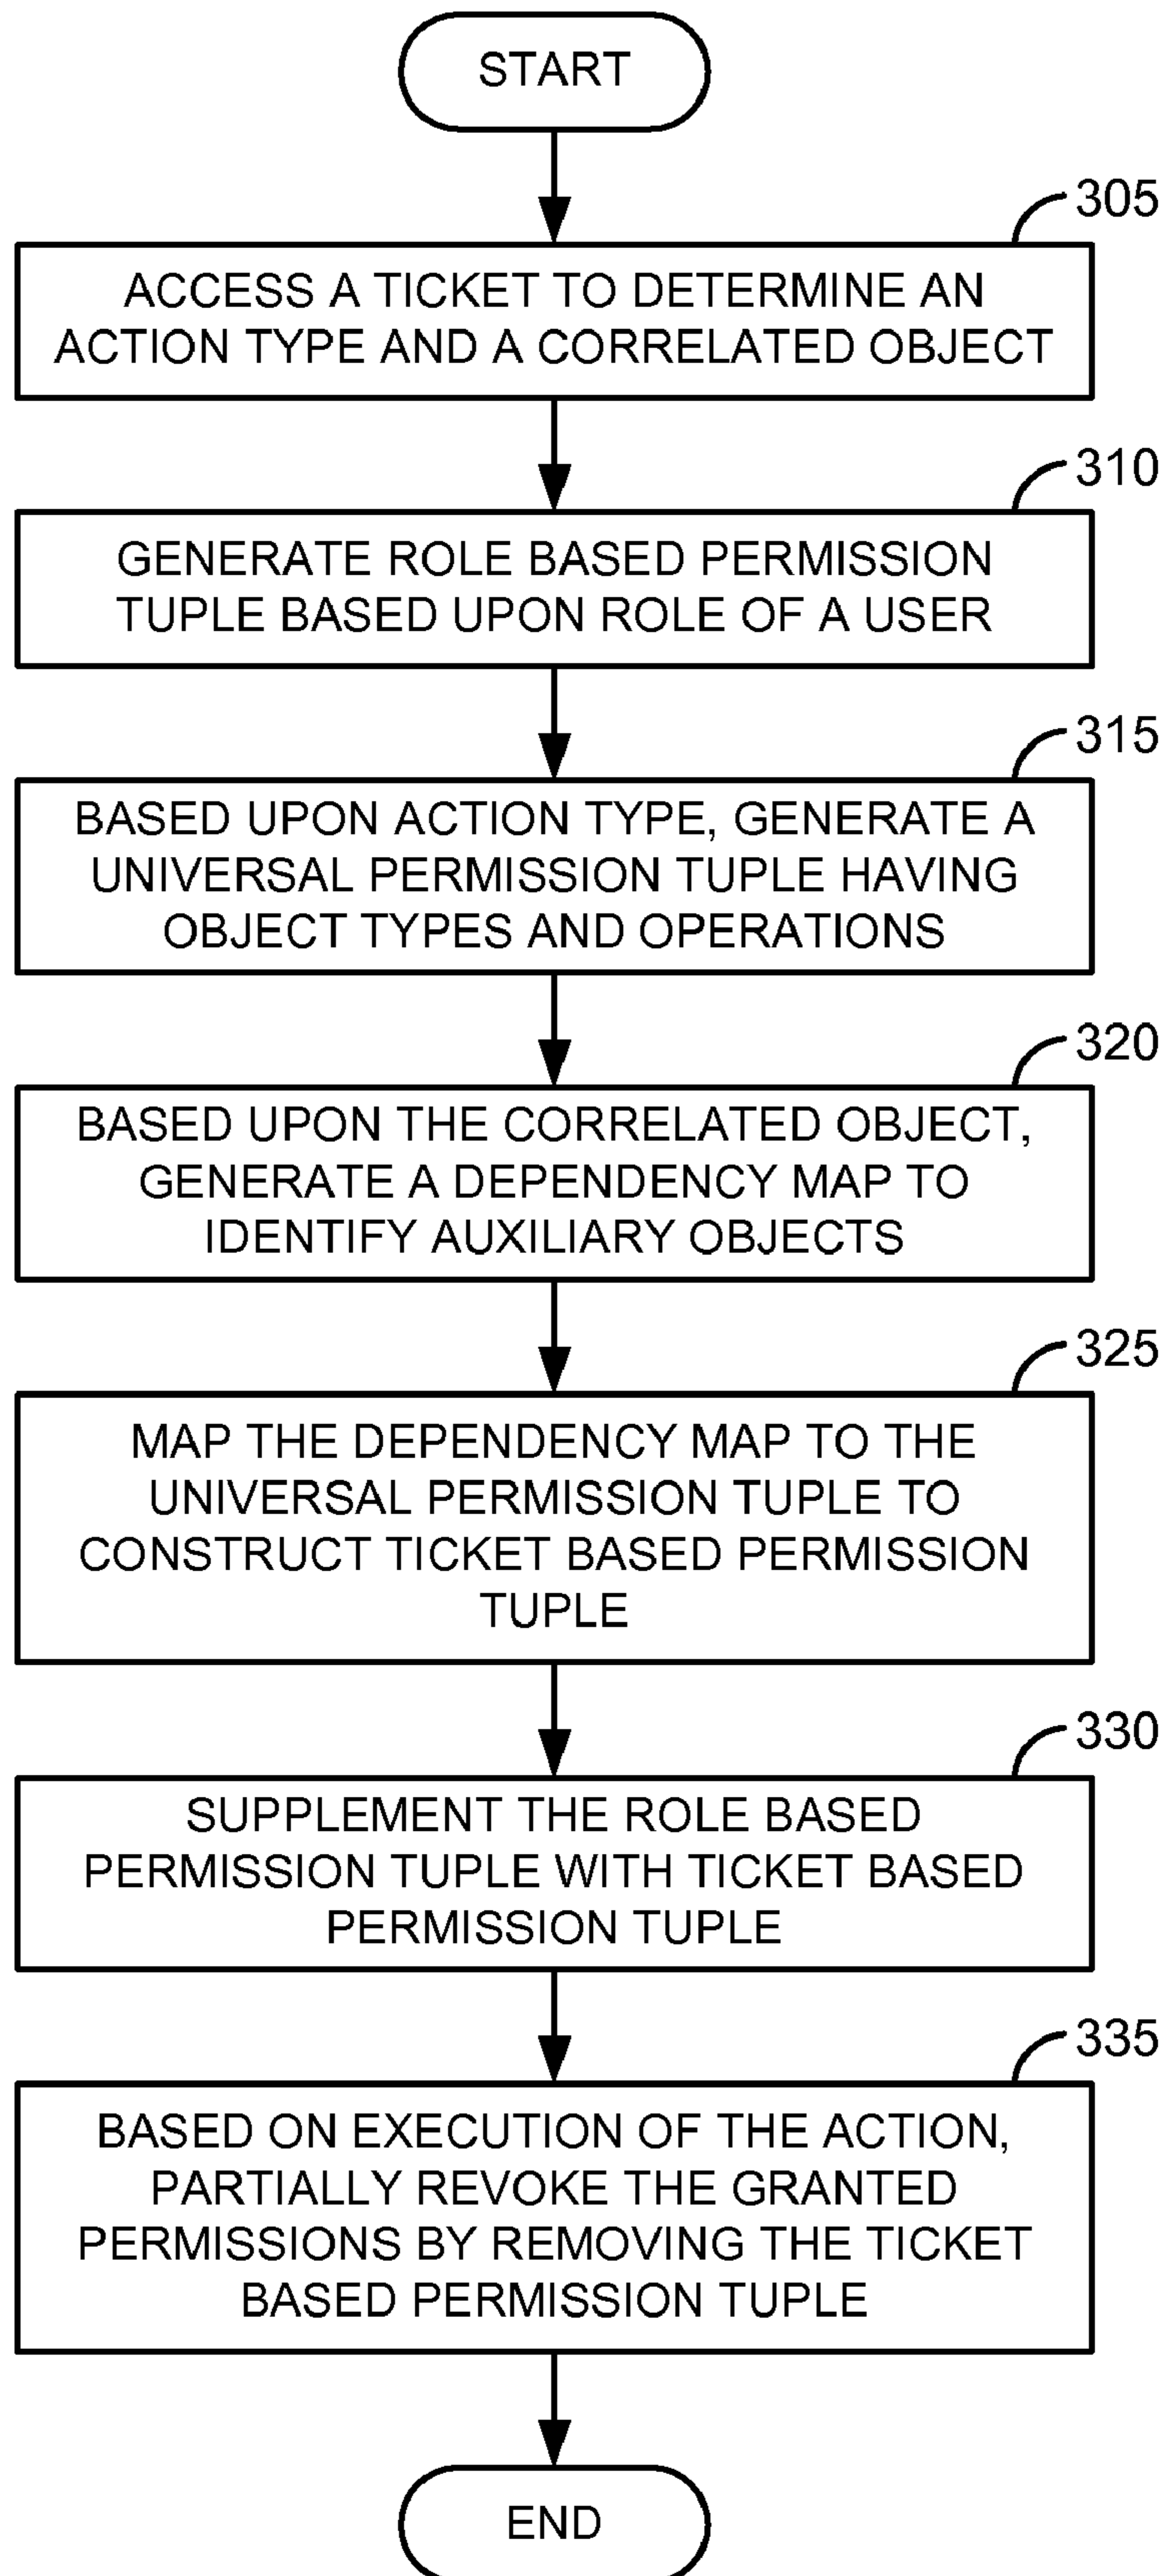 START
305
ACCESS A TICKET TO DETERMINE AN
ACTION TYPE AND A CORRELATED OBJECT
310
GENERATE ROLE BASED PERMISSION
TUPLE BASED UPON ROLE OF A USER
315
BASED UPON ACTION TYPE, GENERATE A
UNIVERSAL PERMISSION TUPLE HAVING
OBJECT TYPES AND OPERATIONS
320
BASED UPON THE CORRELATED OBJECT,
GENERATE A DEPENDENCY MAP TO
IDENTIFY AUXILIARY OBJECTS
325
MAP THE DEPENDENCY MAP TO THE
UNIVERSAL PERMISSION TUPLE TO
CONSTRUCT TICKET BASED PERMISSION
TUPLE
330
SUPPLEMENT THE ROLE BASED
PERMISSION TUPLE WITH TICKET BASED
PERMISSION TUPLE
335
BASED ON EXECUTION OF THE ACTION,
PARTIALLY REVOKE THE GRANTED
PERMISSIONS BY REMOVING THE TICKET
BASED PERMISSION TUPLE
END